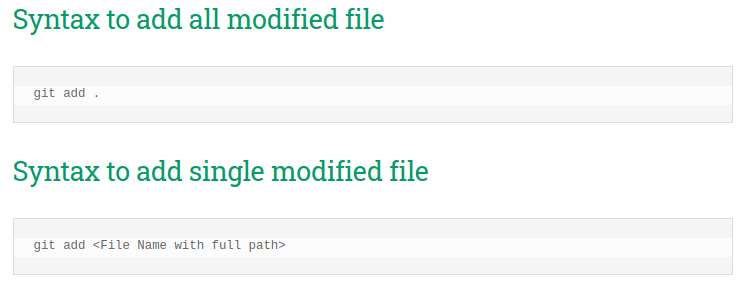 Syntax to add all modified file
git add .
Syntax to add single modified file
git add <File Name with full path>